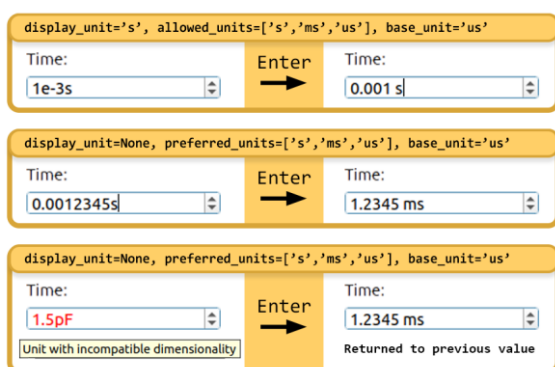 display_unit=’s’, allowed_units=[’s’,’ms’,’us’], base_unit=’us’
Time:
1e-3s
Enter
Time:
0.001 s
display_unit=None, preferred_units=[’s’,’ms’,’us’], base_unit=’us’
Time:
0.0012345s
Enter
Time:
1.2345 ms
display_unit=None, preferred_units=[’s’,’ms’,’us’], base_unit=’us’
Time:
1.5pF
Unit with incompatible dimensionality
Enter
Time:
1.2345 ms
Returned to previous value